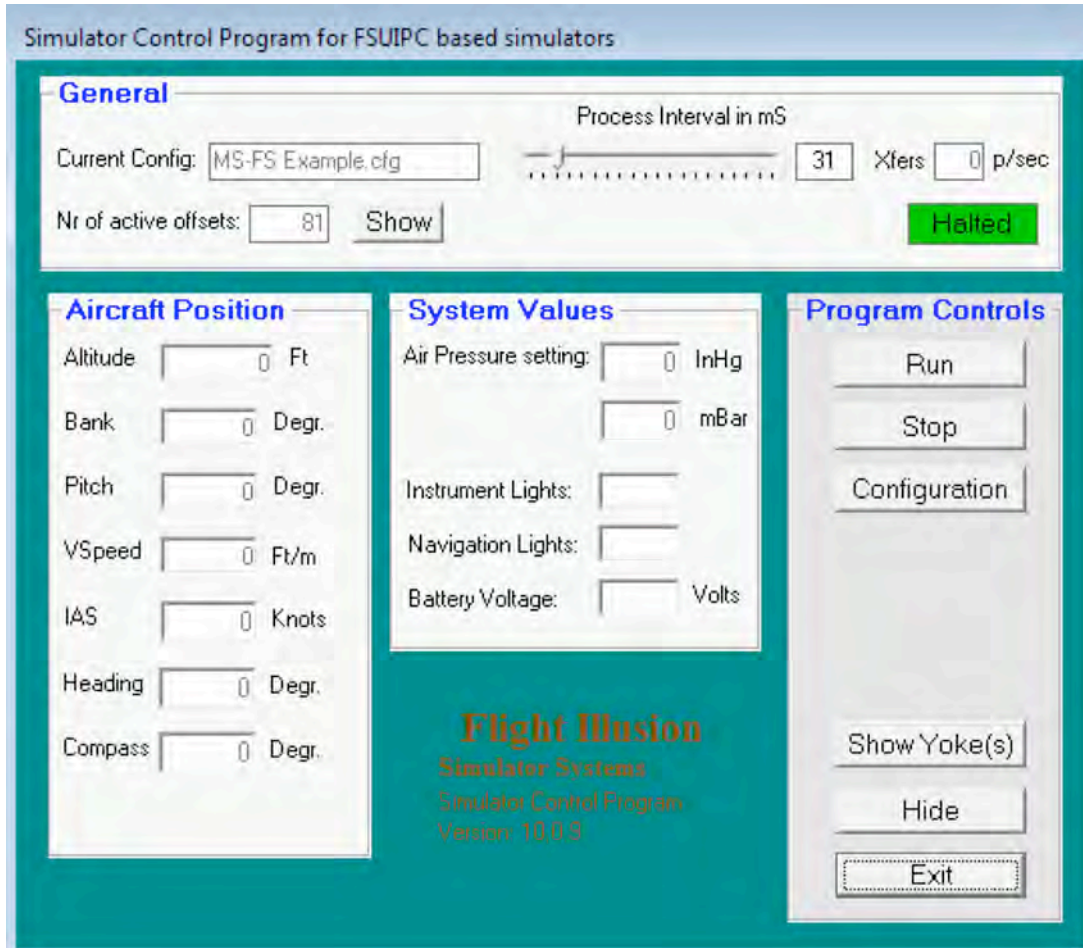 Simulator Control Program for FSUIPC based simulators
General
Process Interval in mS
Current Config: MS-FS Example.cfg 31 Xfers 0 p/sec
Nr of active offsets: 81 Show Halted
Aircraft Position
Altitude 0 Ft
Bank 0 Degr.
Pitch 0 Degr.
VSpeed 0 Ft/m
IAS 0 Knots
Heading 0 Degr.
Compass 0 Degr.
System Values
Air Pressure setting: 0 InHg
0 mBar
Instrument Lights:
Navigation Lights:
Battery Voltage: Volts
Flight Illusion
Simulator Systems
Simulator Control Program
Version: 10.0.9
Program Controls
Run
Stop
Configuration
Show Yoke(s)
Hide
Exit